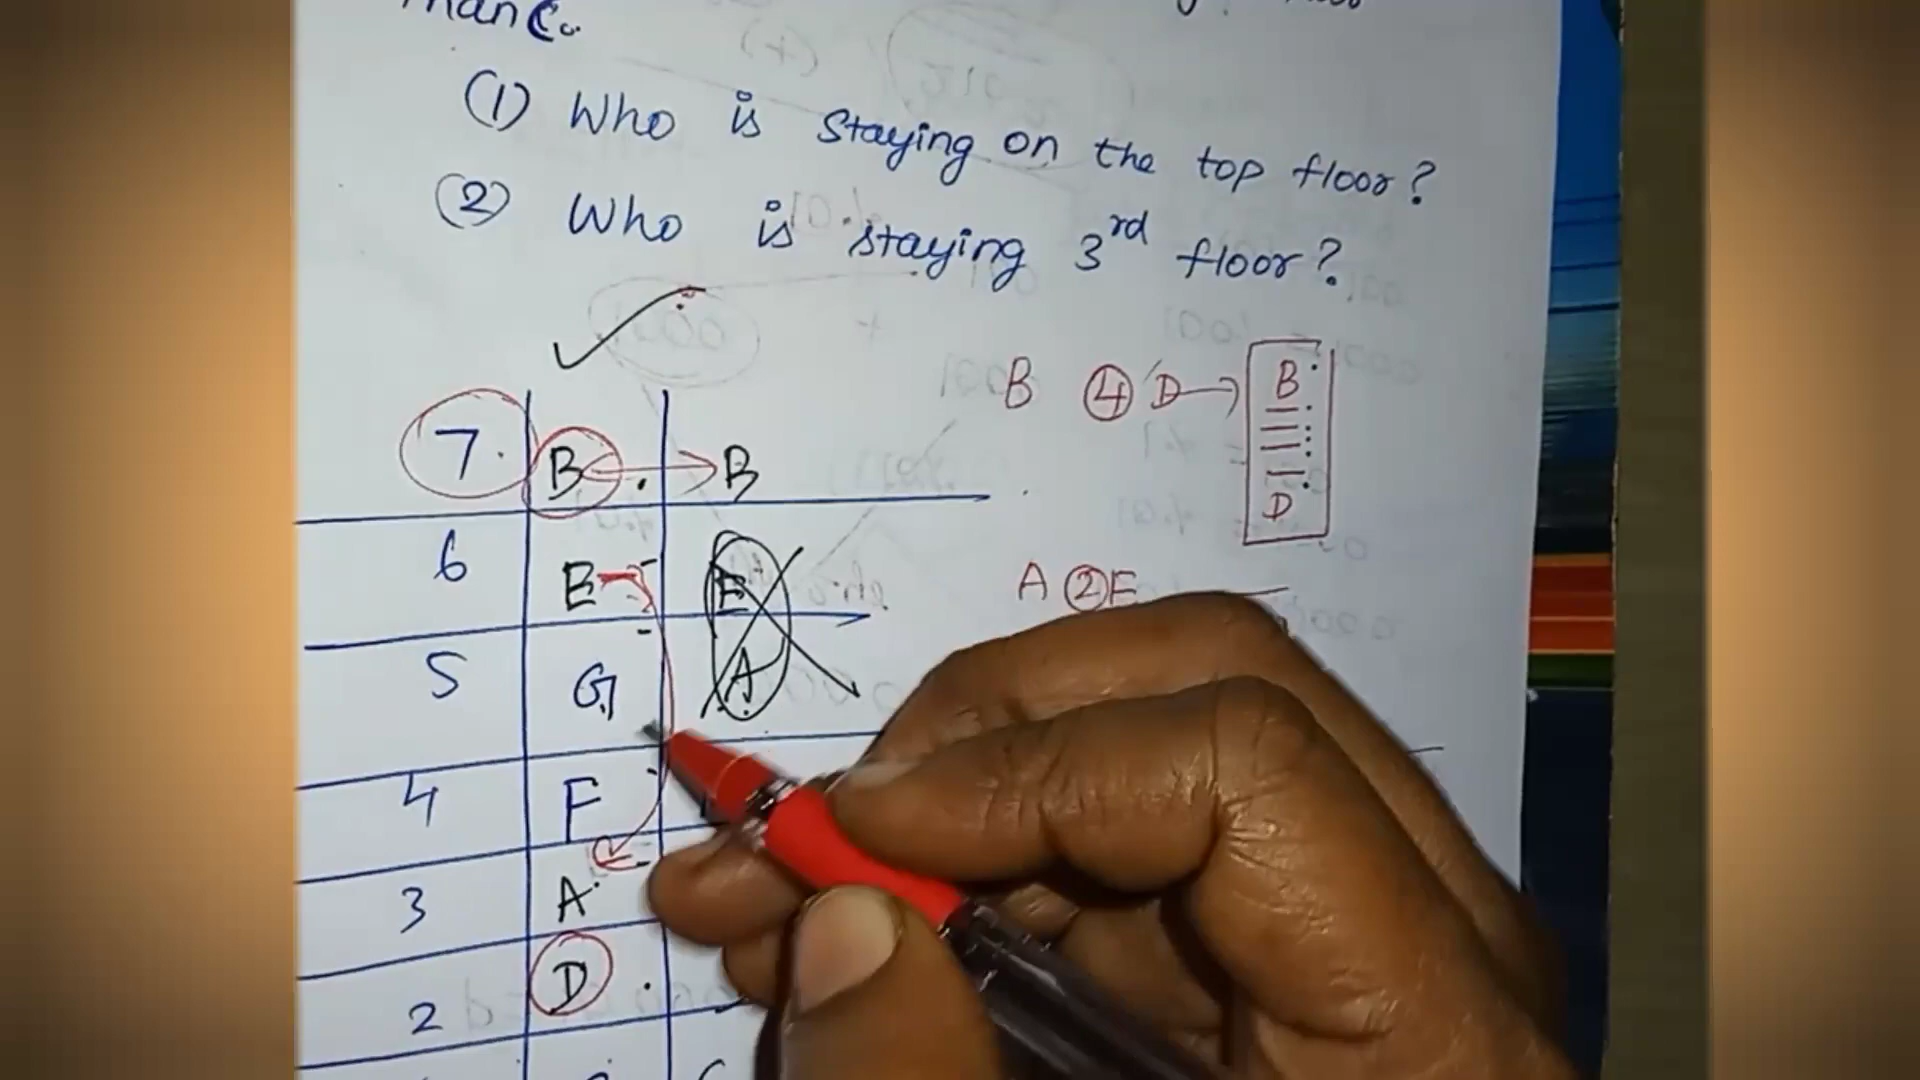 (1) Who is staying on the top floor?
(2) Who is staying 3rd floor?
B 4 D → B
D
7. B → B
6 E E
A 2 E
5 G A
4 F
3 A
2 D